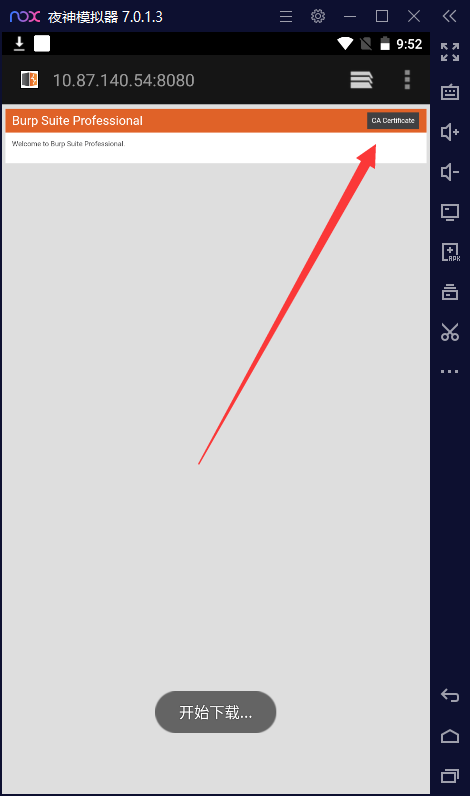 nox 夜神模拟器 7.0.1.3
9:52
10.87.140.54:8080
Burp Suite Professional
CA Certificate
Welcome to Burp Suite Professional.
APK
开始下载...